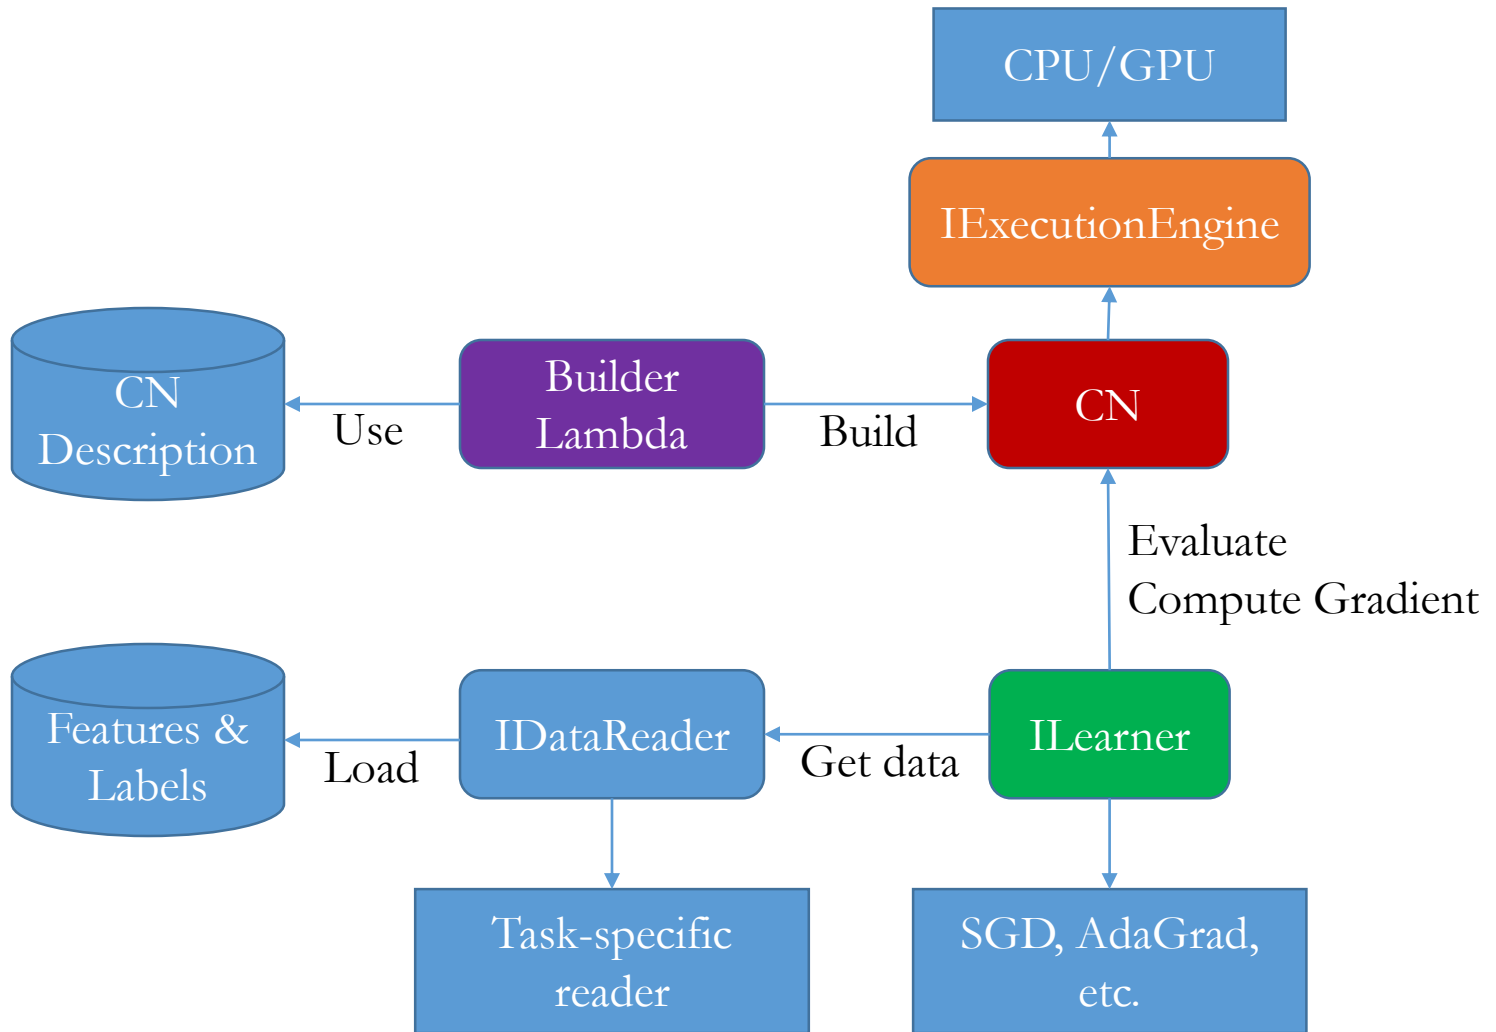 CPU/GPU
IExecutionEngine
CN
Description
Use
Builder
Lambda
Build
CN
Evaluate
Compute Gradient
Features &
Labels
Load
IDataReader
Get data
ILearner
Task-specific
reader
SGD, AdaGrad,
etc.